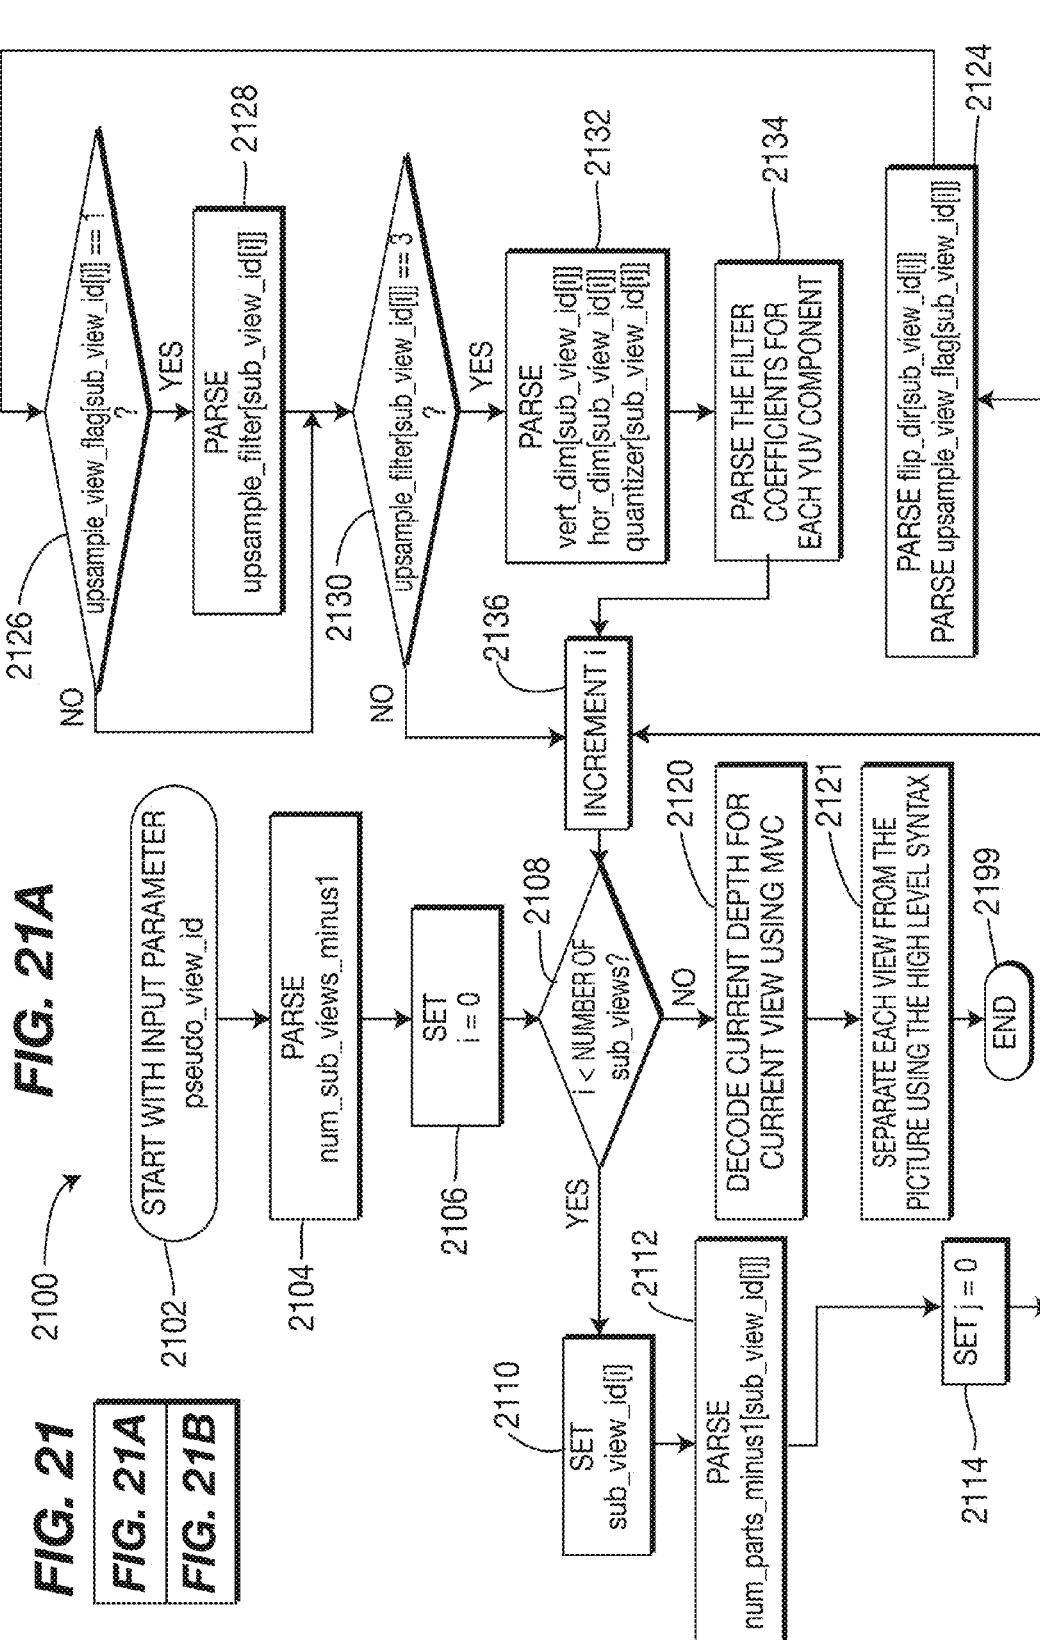 FIG. 21
FIG. 21A
FIG. 21B
FIG. 21A
2100
2102
START WITH INPUT PARAMETER
pseudo_view_id
2104
PARSE
num_sub_views_minus1
2106
SET
i = 0
2108
i < NUMBER OF
sub_views?
YES
NO
2110
SET
sub_view_id[i]
2112
PARSE
num_parts_minus1[sub_view_id[i]]
2114
SET j = 0
2120
DECODE CURRENT DEPTH FOR
CURRENT VIEW USING MVC
2121
SEPARATE EACH VIEW FROM THE
PICTURE USING THE HIGH LEVEL SYNTAX
2199
END
2126
upsample_view_flag[sub_view_id[i]] == 1
?
NO
YES
2128
PARSE
upsample_filter[sub_view_id[i]]
2130
upsample_filter[sub_view_id[i]] == 3
?
NO
YES
2132
PARSE
vert_dim[sub_view_id[i]]
hor_dim[sub_view_id[i]]
quantizer[sub_view_id[i]]
2134
PARSE THE FILTER
COEFFICIENTS FOR
EACH YUV COMPONENT
2136
INCREMENT i
2124
PARSE flip_dir[sub_view_id[i]]
PARSE upsample_view_flag[sub_view_id[i]]